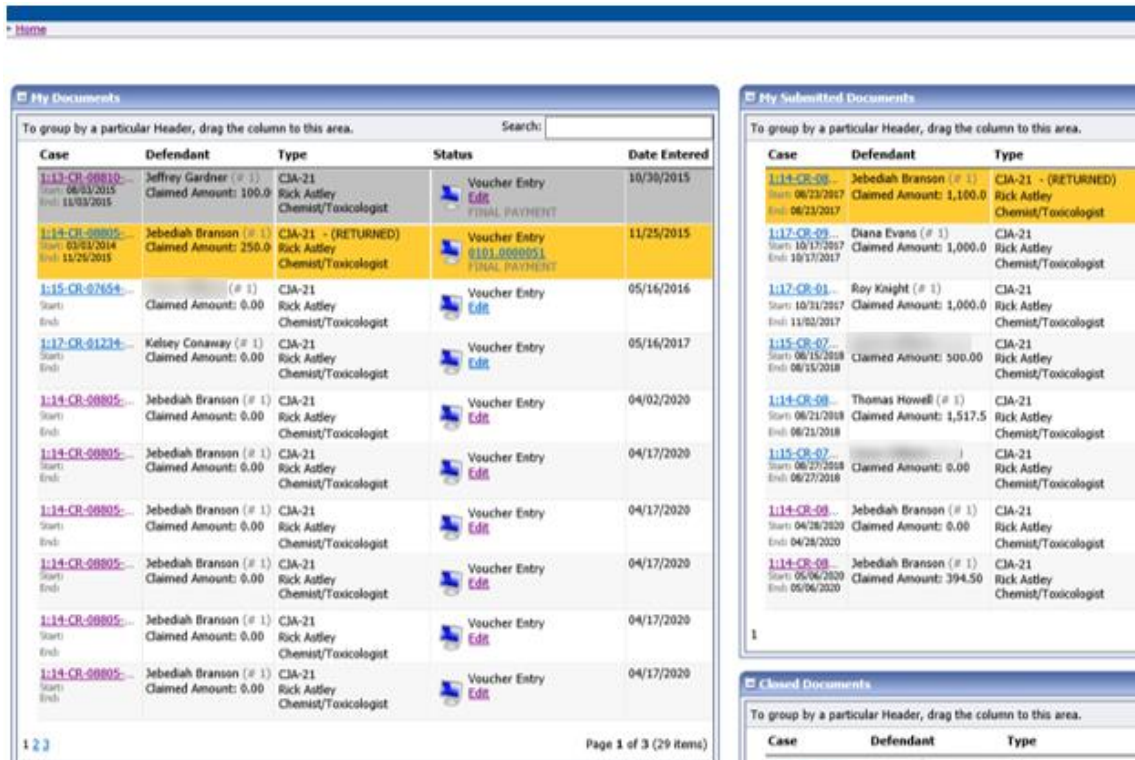 Home
My Documents
To group by a particular Header, drag the column to this area. Search:
Case Defendant Type Status Date Entered
1:13-CR-08810-... Jeffrey Gardner (# 1) CJA-21 Voucher Entry 10/30/2015
Start: 08/03/2015 Claimed Amount: 100.0 Rick Astley Edit
End: 11/03/2015 Chemist/Toxicologist FINAL PAYMENT
1:14-CR-08805-... Jebediah Branson (# 1) CJA-21 - (RETURNED) Voucher Entry 11/25/2015
Start: 03/03/2014 Claimed Amount: 250.0 Rick Astley 0101.0000051
End: 11/25/2015 Chemist/Toxicologist FINAL PAYMENT
1:15-CR-07654-... (# 1) CJA-21 Voucher Entry 05/16/2016
Start: Claimed Amount: 0.00 Rick Astley Edit
End: Chemist/Toxicologist
1:17-CR-01234-... Kelsey Conaway (# 1) CJA-21 Voucher Entry 05/16/2017
Start: Claimed Amount: 0.00 Rick Astley Edit
End: Chemist/Toxicologist
1:14-CR-08805-... Jebediah Branson (# 1) CJA-21 Voucher Entry 04/02/2020
Start: Claimed Amount: 0.00 Rick Astley Edit
End: Chemist/Toxicologist
1:14-CR-08805-... Jebediah Branson (# 1) CJA-21 Voucher Entry 04/17/2020
Start: Claimed Amount: 0.00 Rick Astley Edit
End: Chemist/Toxicologist
1:14-CR-08805-... Jebediah Branson (# 1) CJA-21 Voucher Entry 04/17/2020
Start: Claimed Amount: 0.00 Rick Astley Edit
End: Chemist/Toxicologist
1:14-CR-08805-... Jebediah Branson (# 1) CJA-21 Voucher Entry 04/17/2020
Start: Claimed Amount: 0.00 Rick Astley Edit
End: Chemist/Toxicologist
1:14-CR-08805-... Jebediah Branson (# 1) CJA-21 Voucher Entry 04/17/2020
Start: Claimed Amount: 0.00 Rick Astley Edit
End: Chemist/Toxicologist
1:14-CR-08805-... Jebediah Branson (# 1) CJA-21 Voucher Entry 04/17/2020
Start: Claimed Amount: 0.00 Rick Astley Edit
End: Chemist/Toxicologist
1 2 3 Page 1 of 3 (29 items)
My Submitted Documents
To group by a particular Header, drag the column to this area.
Case Defendant Type
1:14-CR-08... Jebediah Branson (# 1) CJA-21 - (RETURNED)
Start: 08/23/2017 Claimed Amount: 1,100.0 Rick Astley
End: 08/23/2017 Chemist/Toxicologist
1:17-CR-09... Diana Evans (# 1) CJA-21
Start: 10/17/2017 Claimed Amount: 1,000.0 Rick Astley
End: 10/17/2017 Chemist/Toxicologist
1:17-CR-01... Roy Knight (# 1) CJA-21
Start: 10/31/2017 Claimed Amount: 1,000.0 Rick Astley
End: 11/02/2017 Chemist/Toxicologist
1:15-CR-07... CJA-21
Start: 08/15/2018 Claimed Amount: 500.00 Rick Astley
End: 08/15/2018 Chemist/Toxicologist
1:14-CR-08... Thomas Howell (# 1) CJA-21
Start: 08/21/2018 Claimed Amount: 1,517.5 Rick Astley
End: 08/21/2018 Chemist/Toxicologist
1:15-CR-07... CJA-21
Start: 08/27/2018 Claimed Amount: 0.00 Rick Astley
End: 08/27/2018 Chemist/Toxicologist
1:14-CR-08... Jebediah Branson (# 1) CJA-21
Start: 04/28/2020 Claimed Amount: 0.00 Rick Astley
End: 04/28/2020 Chemist/Toxicologist
1:14-CR-08... Jebediah Branson (# 1) CJA-21
Start: 05/06/2020 Claimed Amount: 394.50 Rick Astley
End: 05/06/2020 Chemist/Toxicologist
1
Closed Documents
To group by a particular Header, drag the column to this area.
Case Defendant Type